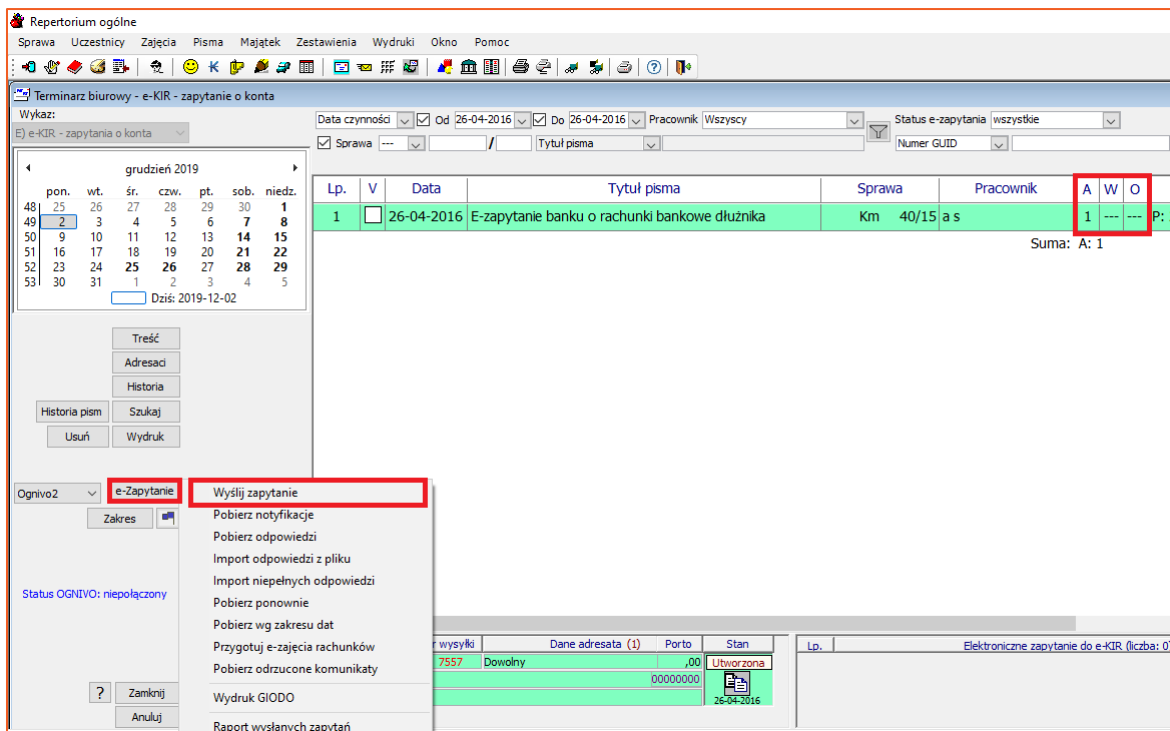 Repertorium ogólne
Sprawa Uczestnicy Zajęcia Pisma Majątek Zestawienia Wydruki Okno Pomoc
Terminarz biurowy - e-KIR - zapytanie o konta
Wykaz:
E) e-KIR - zapytania o konta
Data czynności Od 26-04-2016 Do 26-04-2016 Pracownik Wszyscy Status e-zapytania wszystkie
Sprawa --- / Tytuł pisma Numer GUID
grudzień 2019
pon. wt. śr. czw. pt. sob. niedz.
48 25 26 27 28 29 30 1
49 2 3 4 5 6 7 8
50 9 10 11 12 13 14 15
51 16 17 18 19 20 21 22
52 23 24 25 26 27 28 29
53 30 31 1 2 3 4 5
Dziś: 2019-12-02
Lp. V Data Tytuł pisma Sprawa Pracownik A W O
1 26-04-2016 E-zapytanie banku o rachunki bankowe dłużnika Km 40/15 a s 1 --- --- P:
Suma: A: 1
Treść
Adresaci
Historia
Historia pism Szukaj
Usuń Wydruk
Ognivo2 e-Zapytanie
Zakres
Status OGNIVO: niepołączony
? Zamknij
Anuluj
Wyślij zapytanie
Pobierz notyfikacje
Pobierz odpowiedzi
Import odpowiedzi z pliku
Import niepełnych odpowiedzi
Pobierz ponownie
Pobierz wg zakresu dat
Przygotuj e-zajęcia rachunków
Pobierz odrzucone komunikaty
Wydruk GIODO
Raport wysłanych zapytań
r wysyłki Dane adresata (1) Porto Stan
7557 Dowolny ,00 Utworzona
00000000
26-04-2016
Lp. Elektroniczne zapytanie do e-KIR (liczba: 0